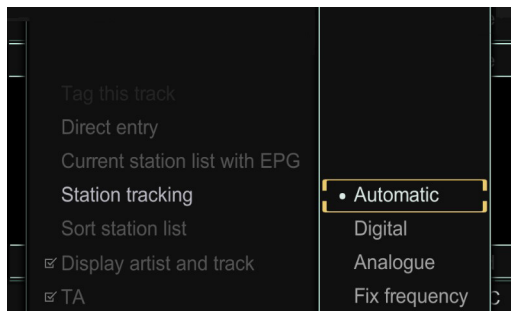 Tag this track
Direct entry
Current station list with EPG
Station tracking
Sort station list
Display artist and track
TA
Automatic
Digital
Analogue
Fix frequency